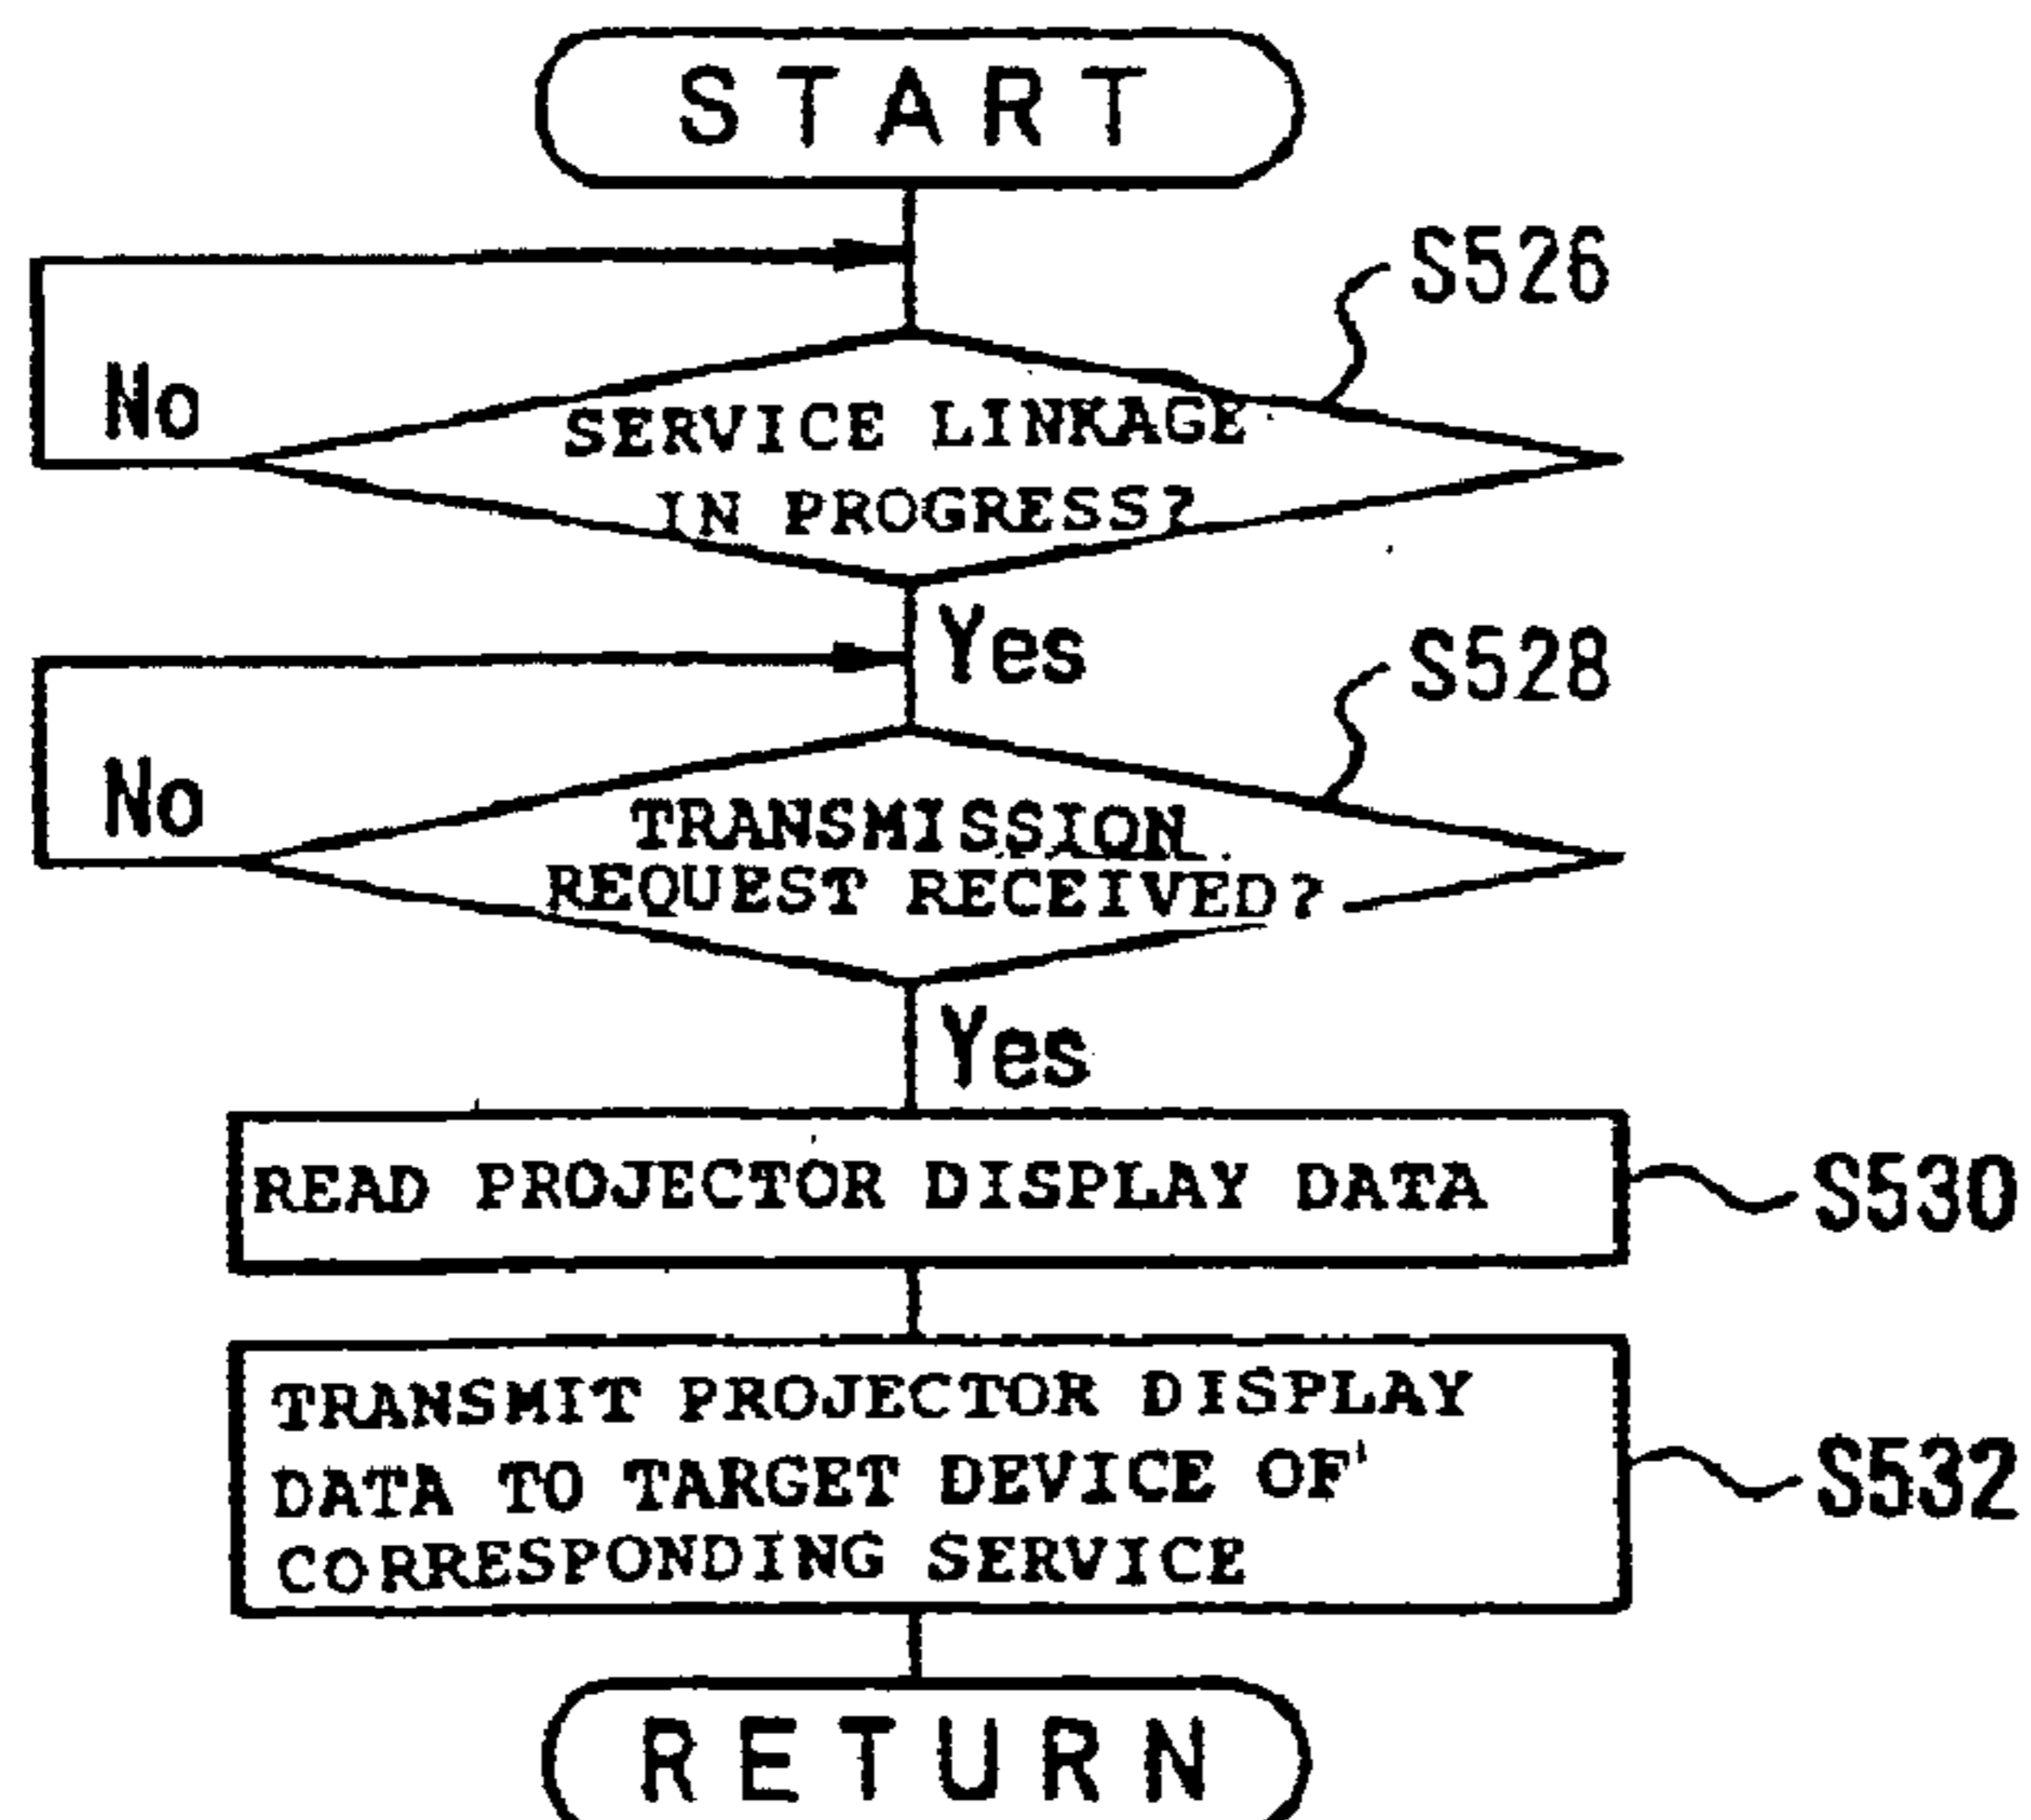 START
S526
No
SERVICE LINKAGE
IN PROGRESS?
Yes
S528
No
TRANSMISSION
REQUEST RECEIVED?
Yes
READ PROJECTOR DISPLAY DATA
S530
TRANSMIT PROJECTOR DISPLAY
DATA TO TARGET DEVICE OF
CORRESPONDING SERVICE
S532
RETURN